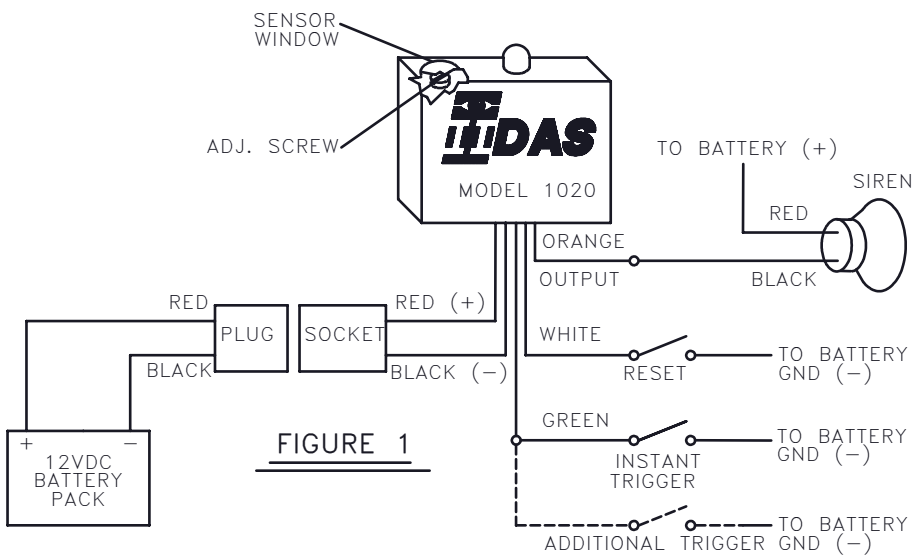 SENSOR
WINDOW
ADJ. SCREW
MIDAS
MODEL 1020
TO BATTERY (+)
SIREN
RED
ORANGE
OUTPUT
BLACK
RED
RED (+)
PLUG
SOCKET
WHITE
BLACK
BLACK (−)
RESET
TO BATTERY
GND (−)
+
−
12VDC
BATTERY
PACK
FIGURE 1
GREEN
INSTANT
TRIGGER
TO BATTERY
GND (−)
ADDITIONAL TRIGGER
TO BATTERY
GND (−)